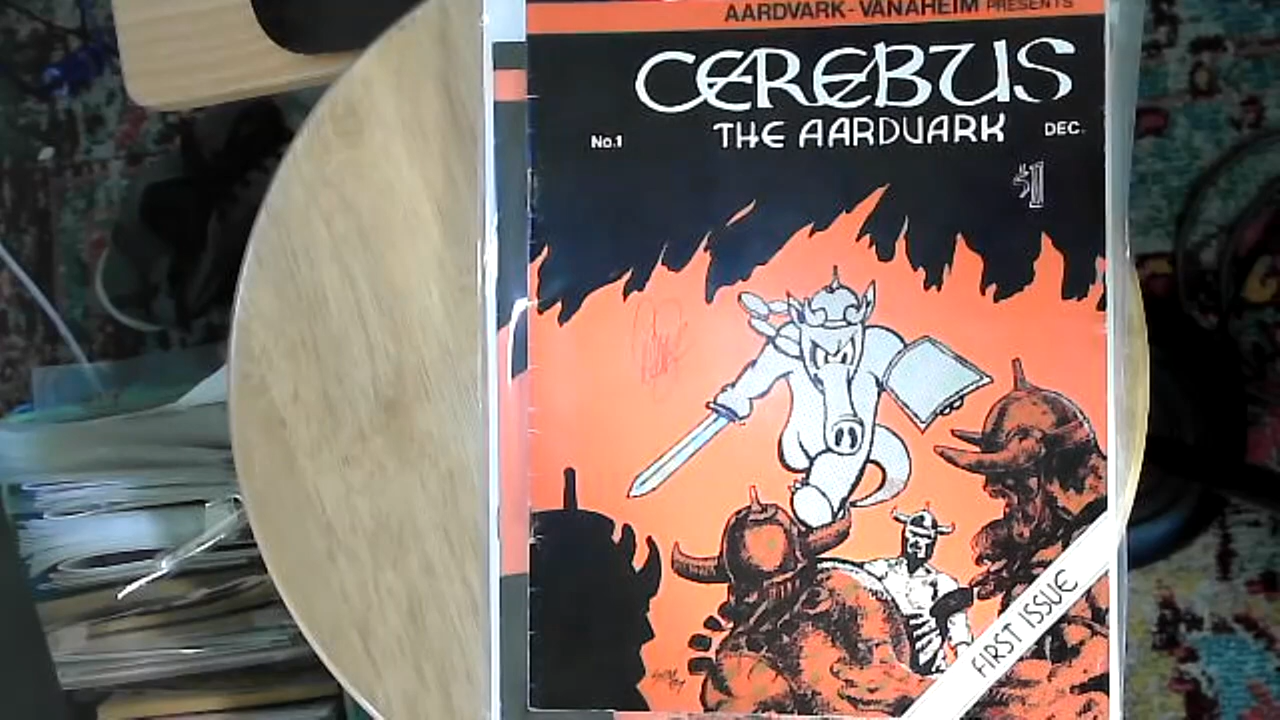 AARDVARK-VANAHEIM PRESENTS
CEREBUS
THE AARDVARK
No.1
DEC.
$1
FIRST ISSUE